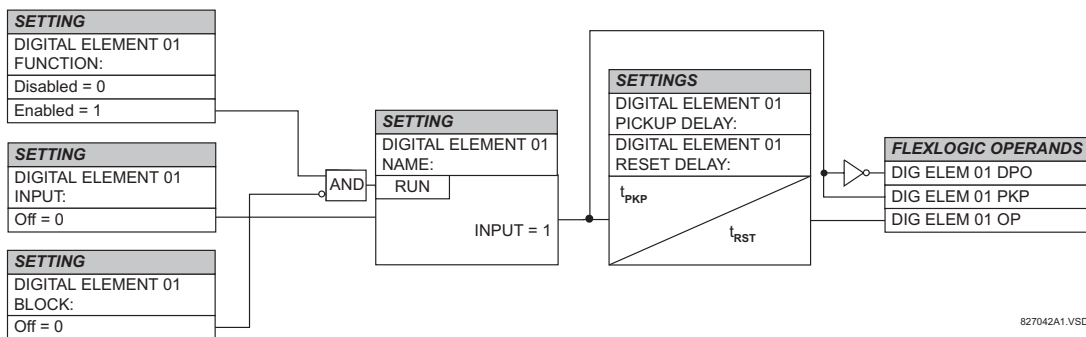 SETTING
DIGITAL ELEMENT 01
FUNCTION:
Disabled = 0
Enabled = 1
SETTING
DIGITAL ELEMENT 01
INPUT:
Off = 0
SETTING
DIGITAL ELEMENT 01
BLOCK:
Off = 0
AND
SETTING
DIGITAL ELEMENT 01
NAME:
RUN
INPUT = 1
SETTINGS
DIGITAL ELEMENT 01
PICKUP DELAY:
DIGITAL ELEMENT 01
RESET DELAY:
tPKP
tRST
FLEXLOGIC OPERANDS
DIG ELEM 01 DPO
DIG ELEM 01 PKP
DIG ELEM 01 OP
827042A1.VSD